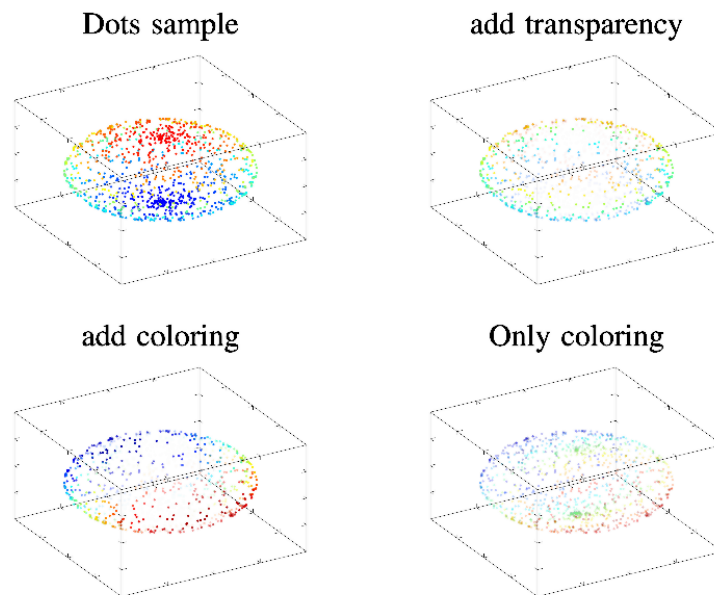 Dots sample
add transparency
add coloring
Only coloring